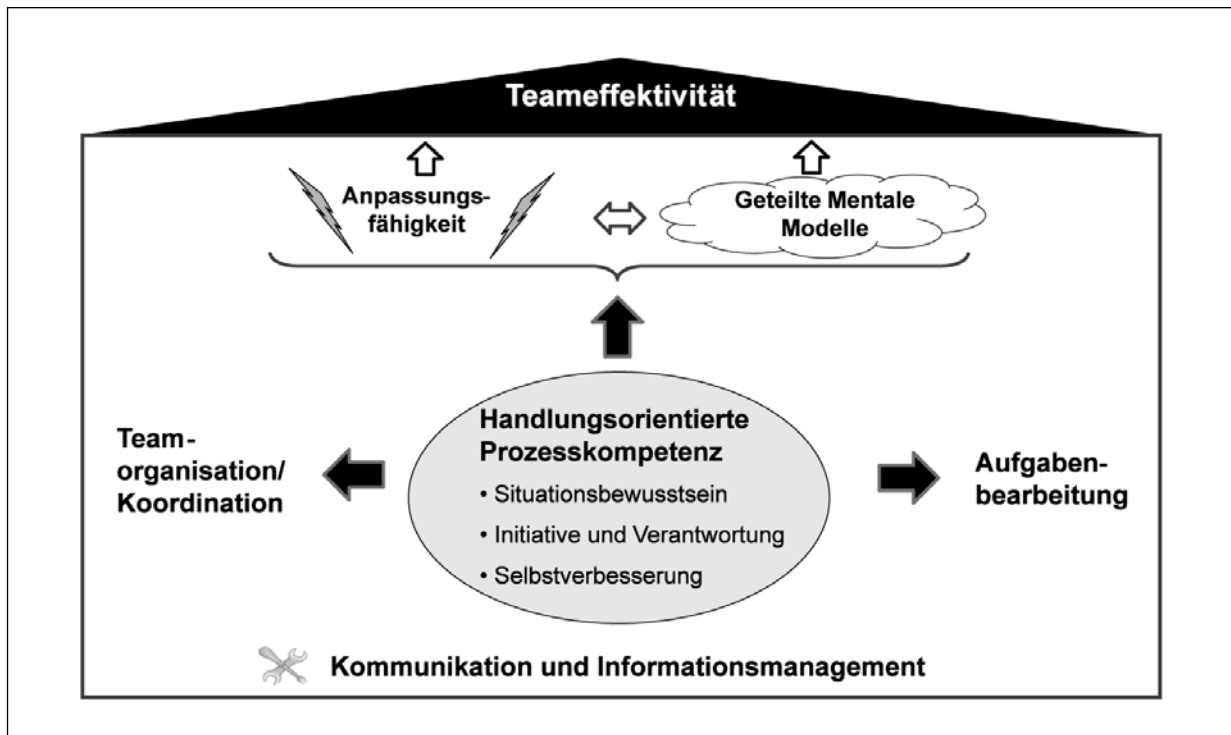 Teameffektivität
Anpassungs-
fähigkeit
Geteilte Mentale
Modelle
Team-
organisation/
Koordination
Handlungsorientierte
Prozesskompetenz
• Situationsbewusstsein
• Initiative und Verantwortung
• Selbstverbesserung
Aufgaben-
bearbeitung
Kommunikation und Informationsmanagement